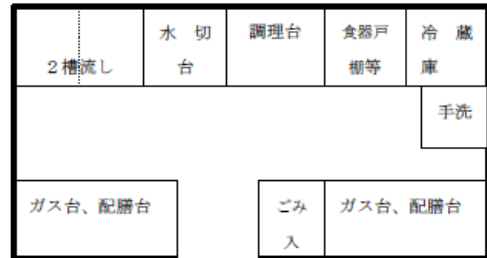 ２槽流し
水　切
台
調理台
食器戸
棚等
冷　蔵
庫
手洗
ガス台、配膳台
ごみ
入
ガス台、配膳台